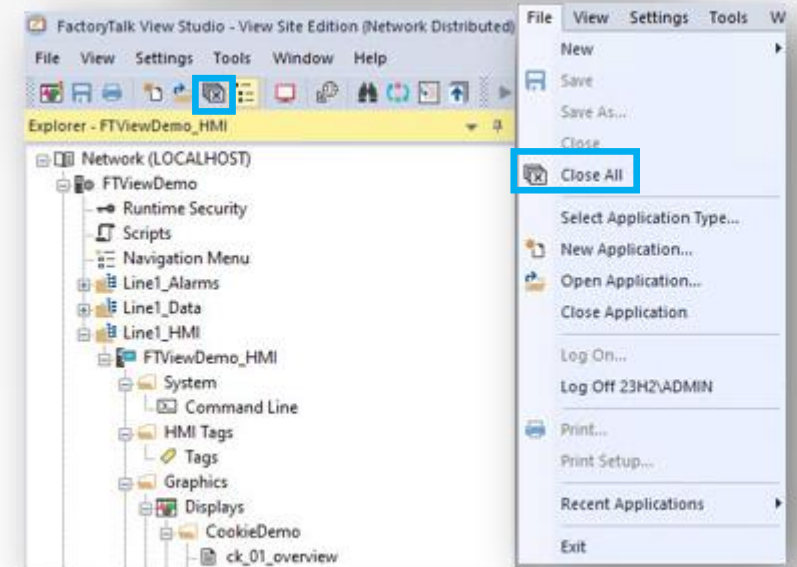 FactoryTalk View Studio - View Site Edition (Network Distributed)
File View Settings Tools Window Help
Explorer - FTViewDemo_HMI
Network (LOCALHOST)
FTViewDemo
Runtime Security
Scripts
Navigation Menu
Line1_Alarms
Line1_Data
Line1_HMI
FTViewDemo_HMI
System
Command Line
HMI Tags
Tags
Graphics
Displays
CookieDemo
ck_01_overview
File View Settings Tools W
New
Save
Save As...
Close
Close All
Select Application Type...
New Application...
Open Application...
Close Application
Log On...
Log Off 23H2\ADMIN
Print...
Print Setup...
Recent Applications
Exit